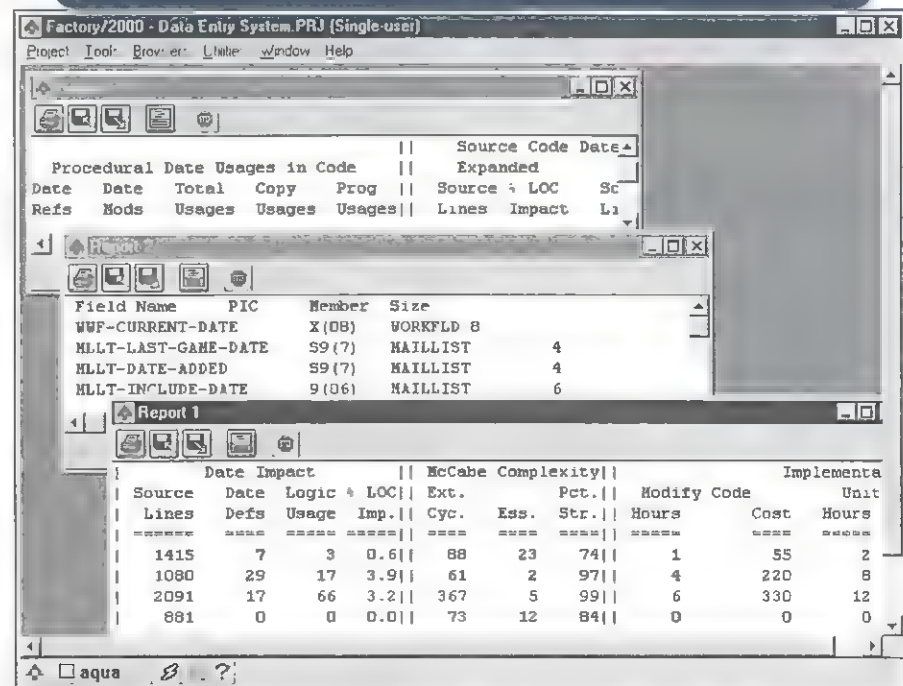 Factory/2000 - Data Entry System.PRJ (Single-user)
Project Tools Window Help
|| Source Code Date
Procedural Date Usages in Code || Expanded
Date Date Total Copy Prog || Source % LOC Sc
Refs Mods Usages Usages Usages|| Lines Impact Li
Report 2
Field Name PIC Member Size
WWF-CURRENT-DATE X(08) WORKFLD 8
MLLT-LAST-GAME-DATE S9(7) MAILLIST 4
MLLT-DATE-ADDED S9(7) MAILLIST 4
MLLT-INCLUDE-DATE 9(06) MAILLIST 6
Report 1
| Date Impact || McCabe Complexity|| Implementa
| Source Date Logic % LOC|| Ext. Pct.|| Modify Code Unit
| Lines Defs Usage Imp.|| Cyc. Ess. Str.|| Hours Cost Hours
| ====== ==== ===== =====|| ==== ==== ====|| ===== ==== =====
| 1415 7 3 0.6|| 88 23 74|| 1 55 2
| 1080 29 17 3.9|| 61 2 97|| 4 220 8
| 2091 17 66 3.2|| 367 5 99|| 6 330 12
| 881 0 0 0.0|| 73 12 84|| 0 0 0
aqua ?